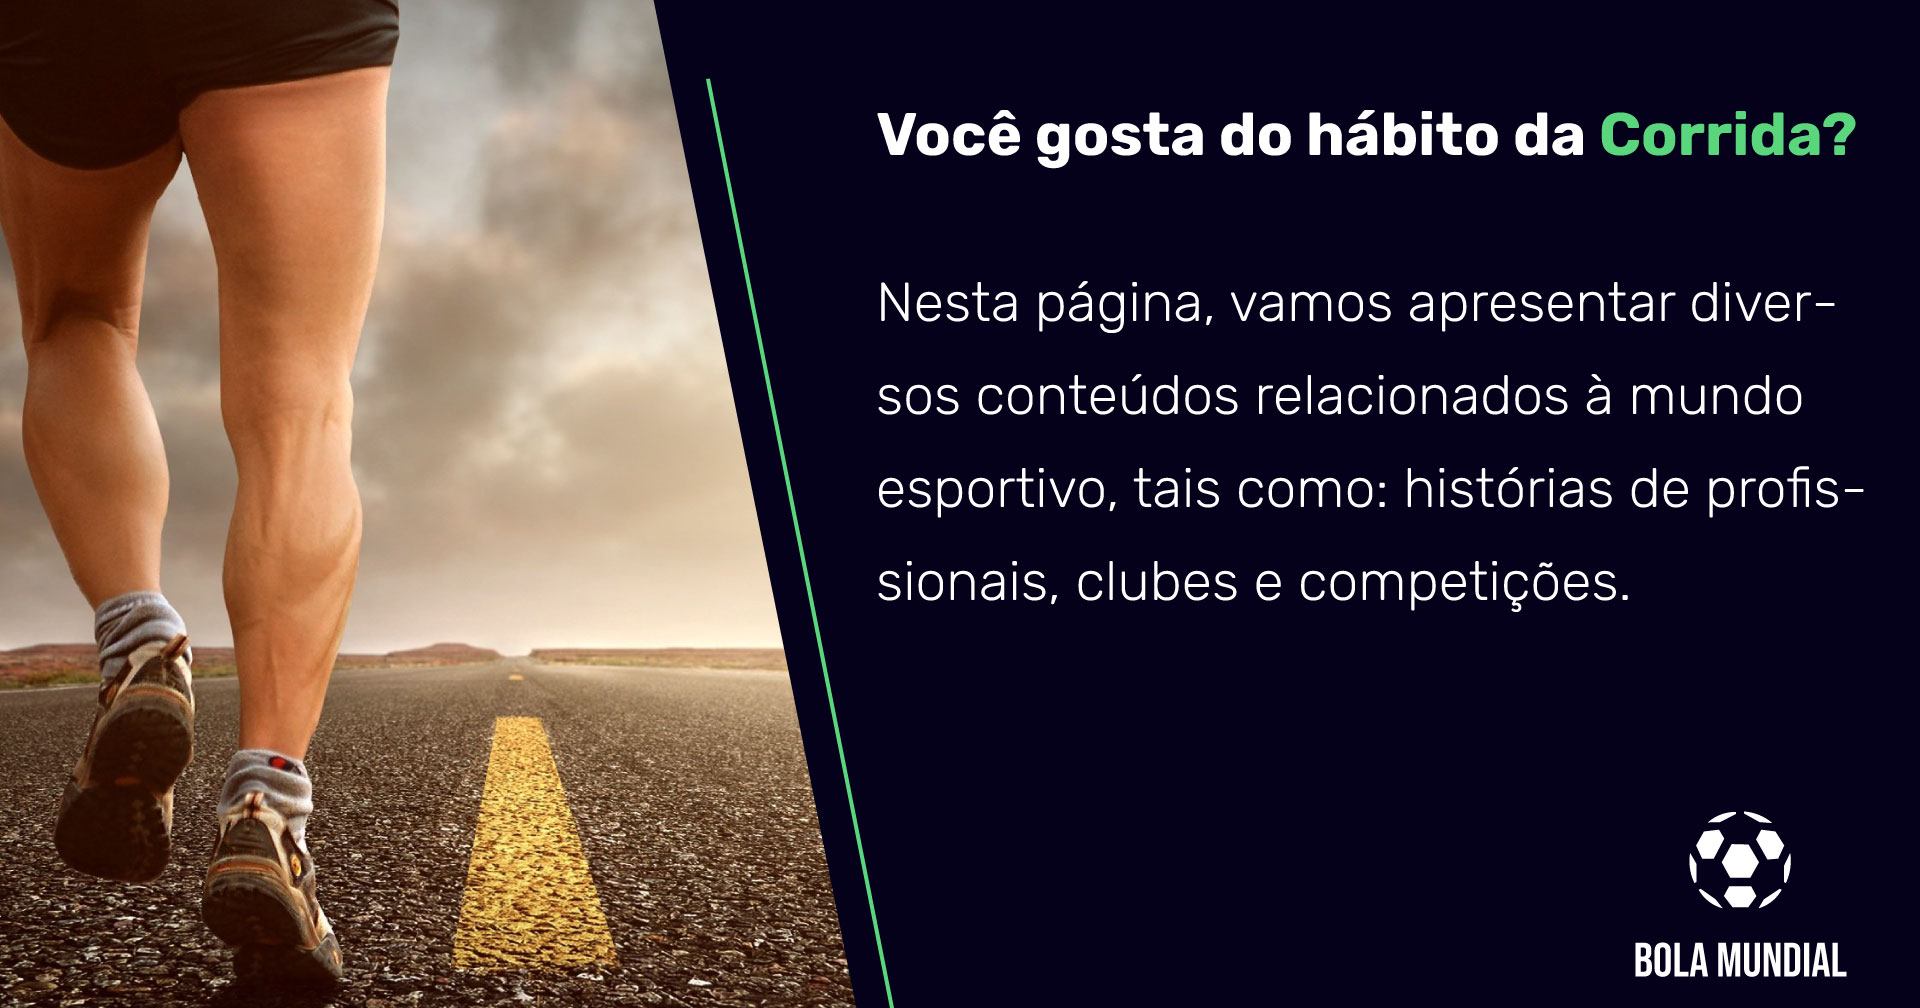 Você gosta do hábito da Corrida?
Nesta página, vamos apresentar diver-
sos conteúdos relacionados à mundo
esportivo, tais como: histórias de profis-
sionais, clubes e competições.
BOLA MUNDIAL